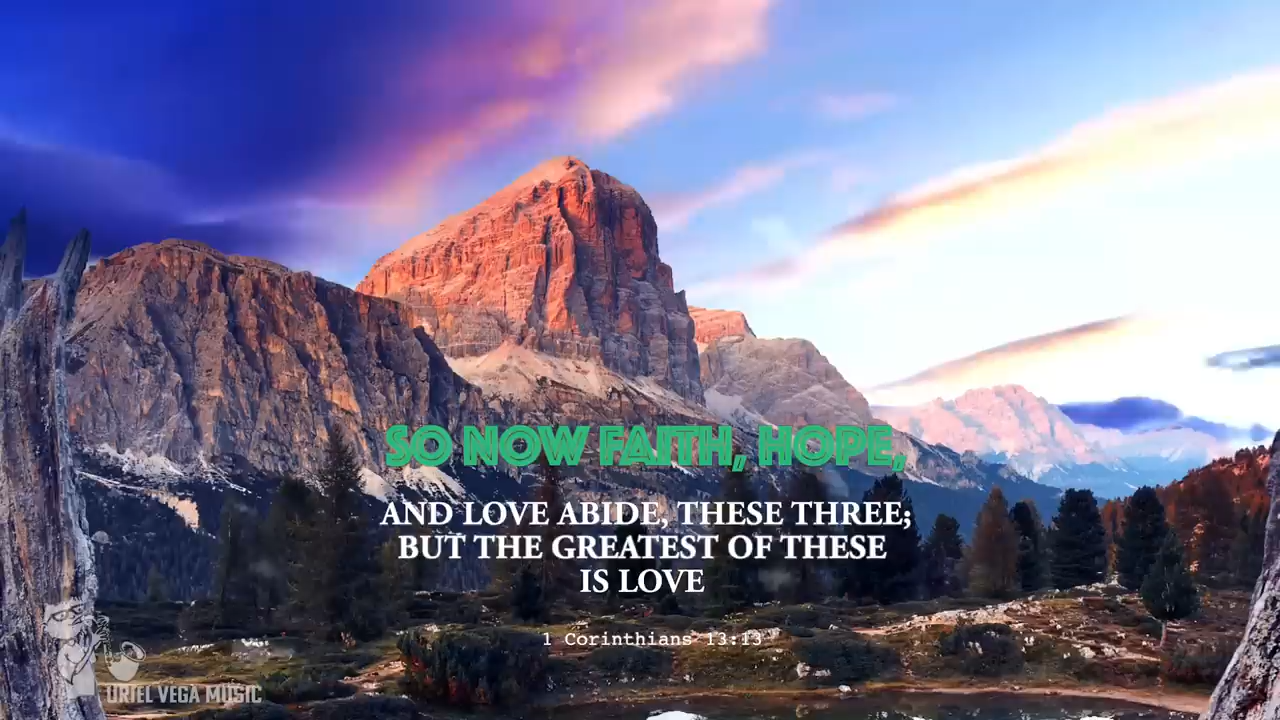 SO NOW FAITH, HOPE,
AND LOVE ABIDE, THESE THREE;
BUT THE GREATEST OF THESE
IS LOVE
1 Corinthians 13:13
URIEL VEGA MUSIC